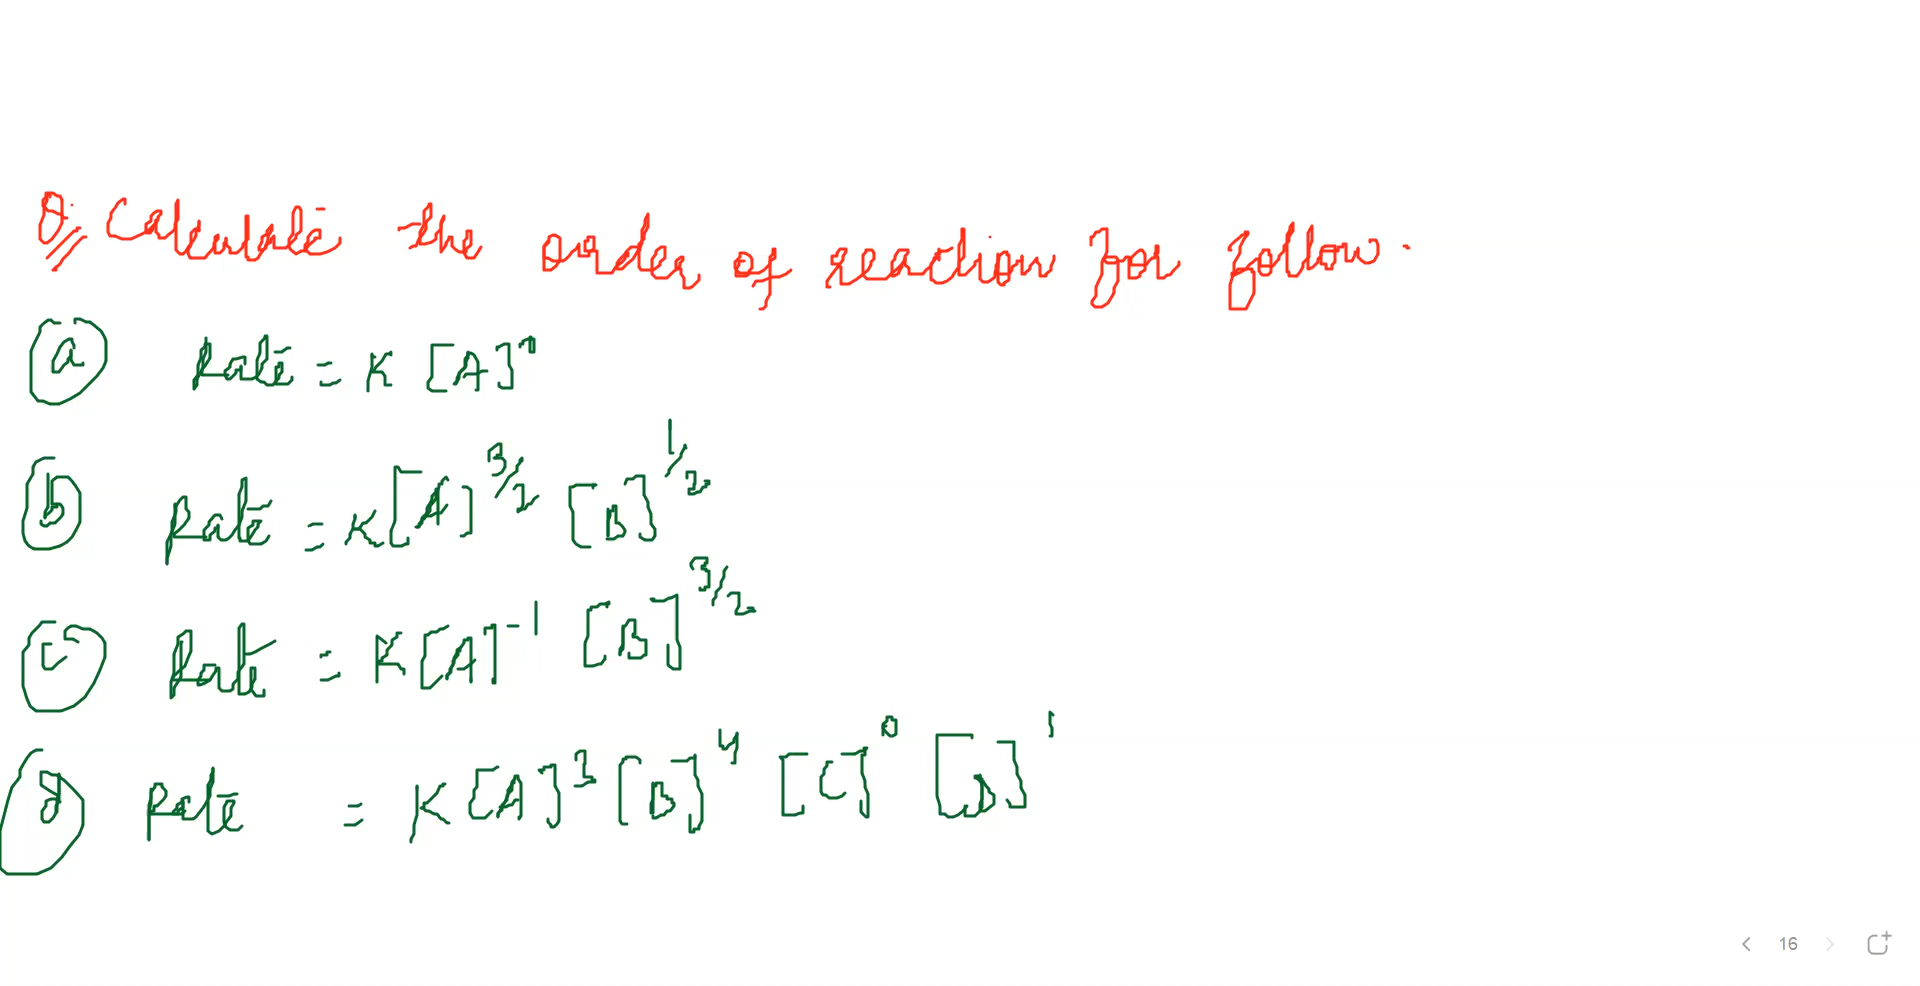 Q. Calculate the order of reaction for follow.
(a) Rate = K [A]ⁿ
(b) Rate = K[A]^3/2 [B]^1/2
(c) Rate = K[A]^-1 [B]^3/2
(d) Rate = K[A]^3 [B]^4 [C]^0 [D]^1
16